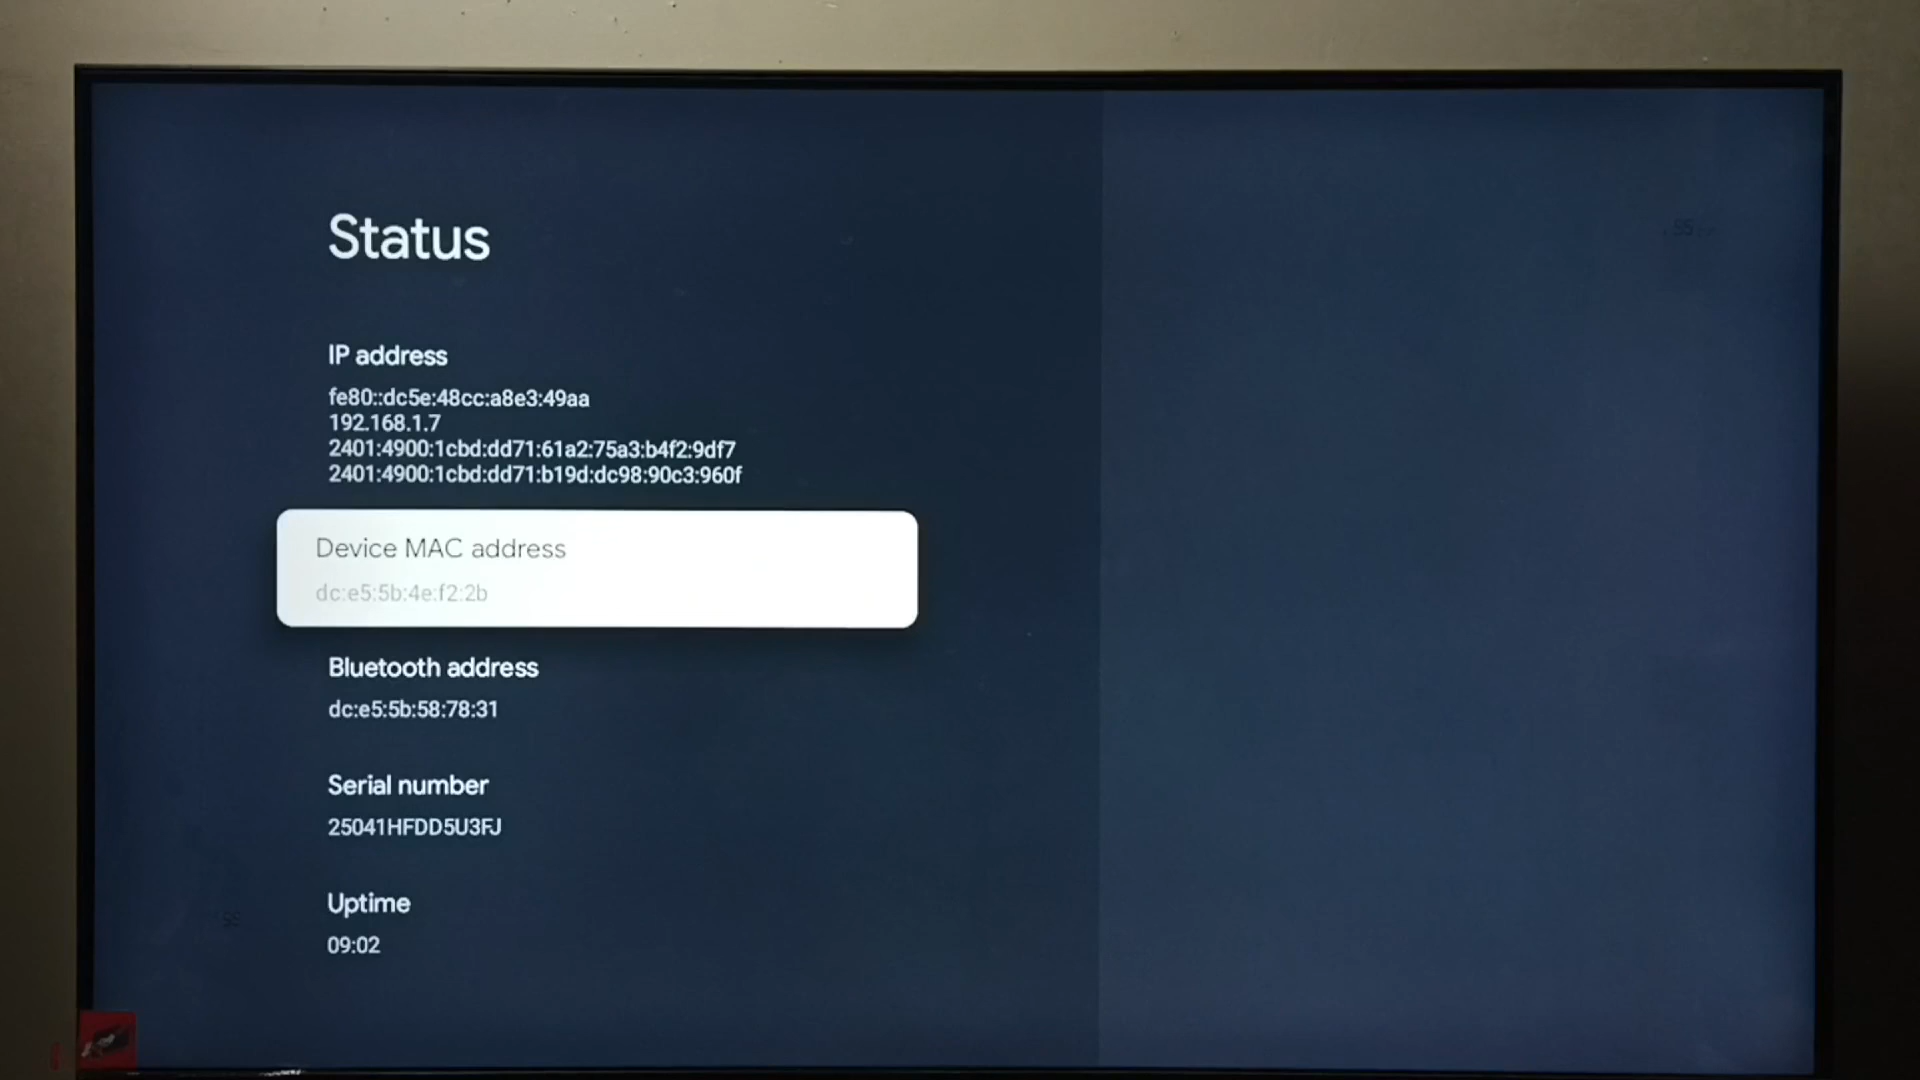 Status
IP address
fe80::dc5e:48cc:a8e3:49aa
192.168.1.7
2401:4900:1cbd:dd71:61a2:75a3:b4f2:9df7
2401:4900:1cbd:dd71:b19d:dc98:90c3:960f
Device MAC address
dc:e5:5b:4e:f2:2b
Bluetooth address
dc:e5:5b:58:78:31
Serial number
25041HFDD5U3FJ
Uptime
09:02